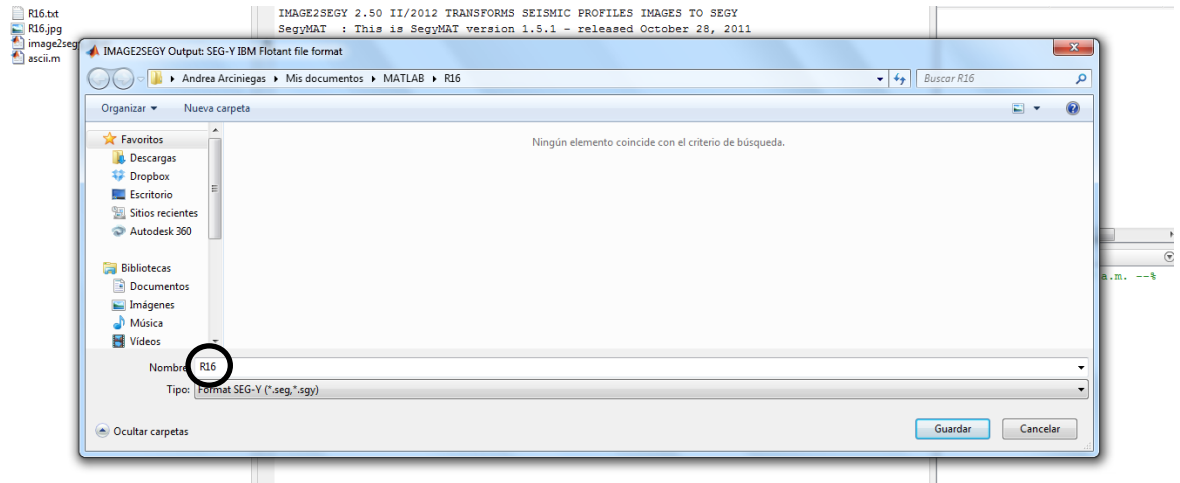 R16.txt
IMAGE2SEGY 2.50 II/2012 TRANSFORMS SEISMIC PROFILES IMAGES TO SEGY
R16.jpg
SegyMAT : This is SegyMAT version 1.5.1 - released October 28, 2011
image2seg
ascii.m
IMAGE2SEGY Output: SEG-Y IBM Flotant file format
Andrea Arciniegas ▸ Mis documentos ▸ MATLAB ▸ R16
Buscar R16
Organizar
Nueva carpeta
Favoritos
Ningún elemento coincide con el criterio de búsqueda.
Descargas
Dropbox
Escritorio
Sitios recientes
Autodesk 360
Bibliotecas
a.m. --%
Documentos
Imágenes
Música
Vídeos
Nombre
R16
Tipo:
Format SEG-Y (*.seg,*.sgy)
Ocultar carpetas
Guardar
Cancelar